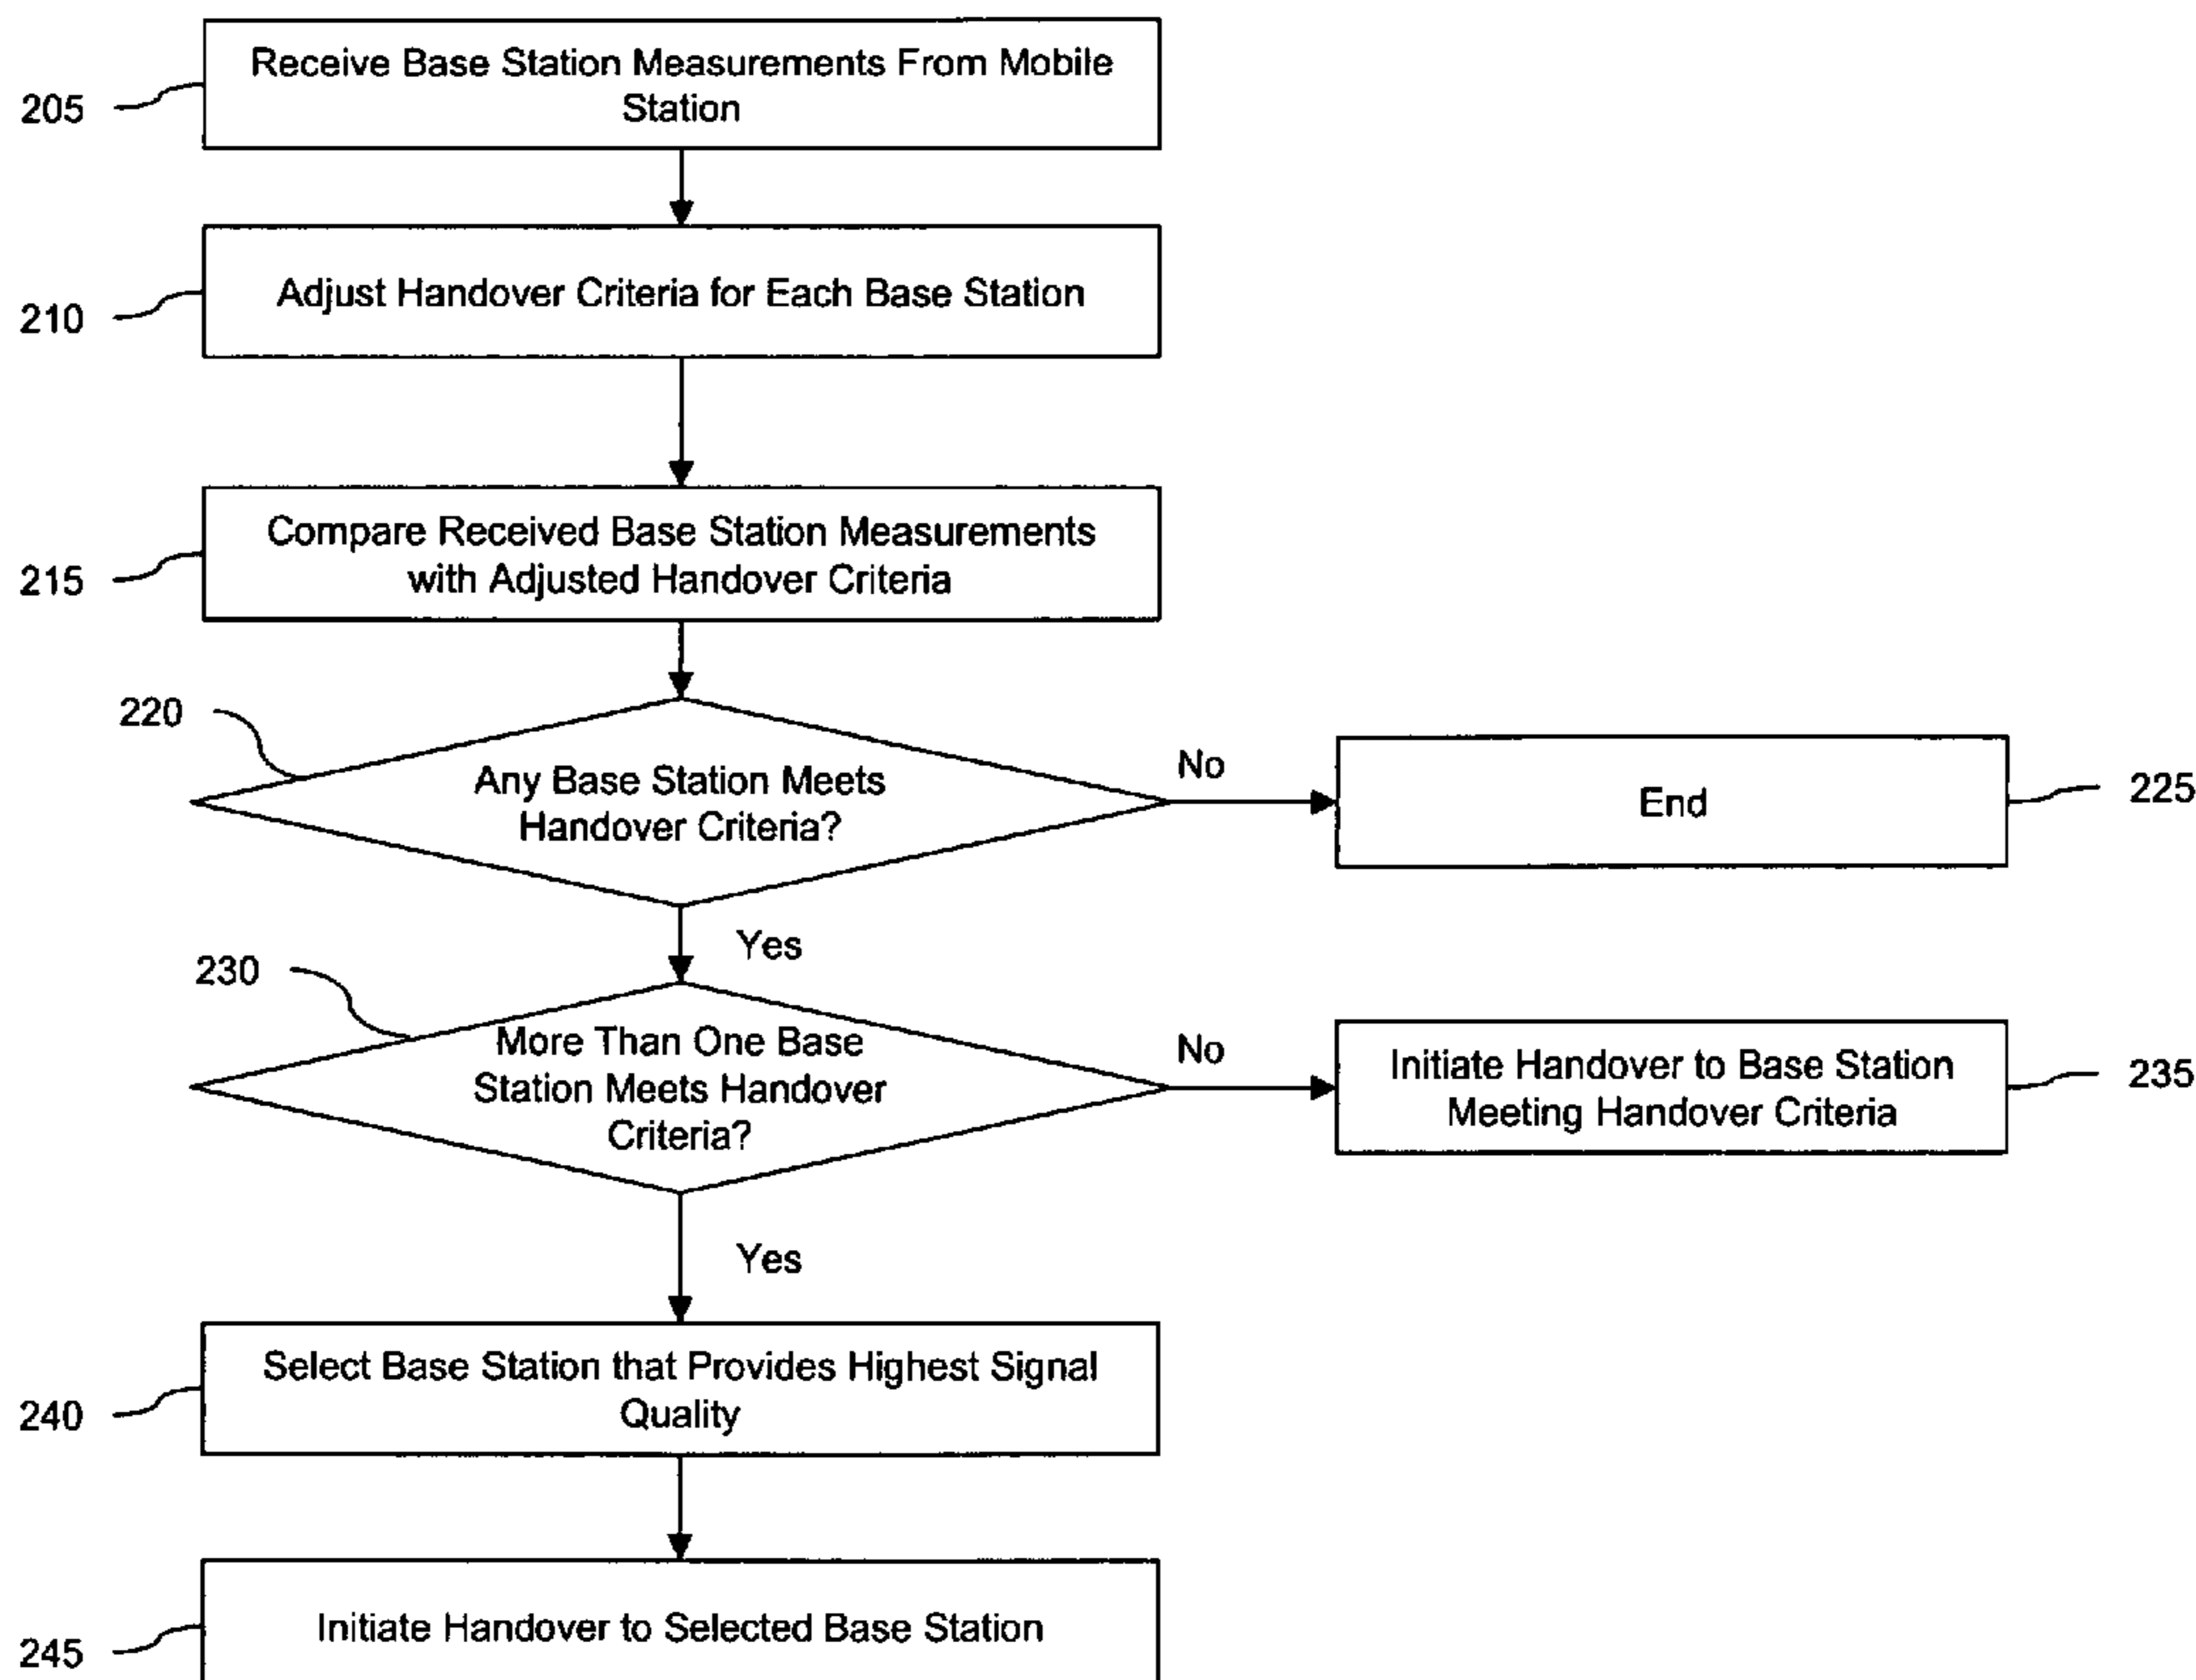 Receive Base Station Measurements From Mobile
Station
205
Adjust Handover Criteria for Each Base Station
210
Compare Received Base Station Measurements
with Adjusted Handover Criteria
215
220
Any Base Station Meets
Handover Criteria?
No
End
225
Yes
230
More Than One Base
Station Meets Handover
Criteria?
No
Initiate Handover to Base Station
Meeting Handover Criteria
235
Yes
Select Base Station that Provides Highest Signal
Quality
240
Initiate Handover to Selected Base Station
245